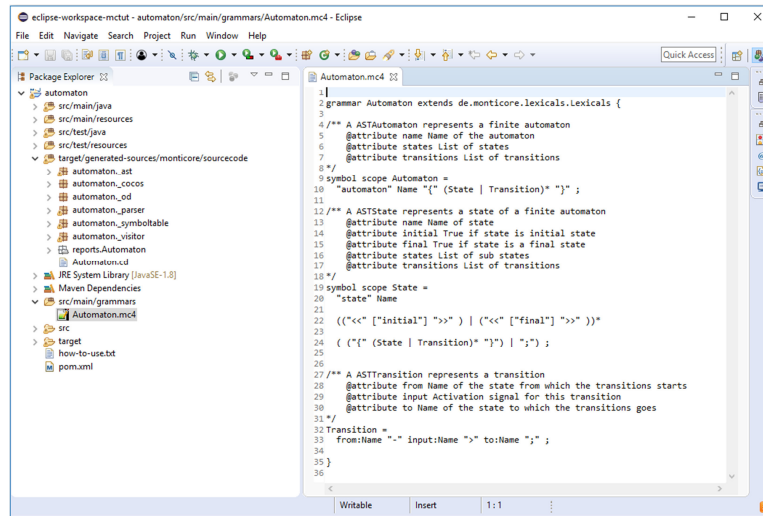 eclipse-workspace-mctut - automaton/src/main/grammars/Automaton.mc4 - Eclipse
File Edit Navigate Search Project Run Window Help
Quick Access
Package Explorer
automaton
src/main/java
src/main/resources
src/test/java
src/test/resources
target/generated-sources/monticore/sourcecode
automaton._ast
automaton._cocos
automaton._od
automaton._parser
automaton._symboltable
automaton._visitor
reports.Automaton
Automaton.cd
JRE System Library [JavaSE-1.8]
Maven Dependencies
src/main/grammars
Automaton.mc4
src
target
how-to-use.txt
pom.xml
Automaton.mc4
1
2 grammar Automaton extends de.monticore.lexicals.Lexicals {
3
4 /** A ASTAutomaton represents a finite automaton
5 @attribute name Name of the automaton
6 @attribute states List of states
7 @attribute transitions List of transitions
8 */
9 symbol scope Automaton =
10 "automaton" Name "{" (State | Transition)* "}" ;
11
12 /** A ASTState represents a state of a finite automaton
13 @attribute name Name of state
14 @attribute initial True if state is initial state
15 @attribute final True if state is a final state
16 @attribute states List of sub states
17 @attribute transitions List of transitions
18 */
19 symbol scope State =
20 "state" Name
21
22 (("<<" ["initial"] ">>" ) | ("<<" ["final"] ">>" ))*
23
24 ( ("{" (State | Transition)* "}") | ";") ;
25
26
27 /** A ASTTransition represents a transition
28 @attribute from Name of the state from which the transitions starts
29 @attribute input Activation signal for this transition
30 @attribute to Name of the state to which the transitions goes
31 */
32 Transition =
33 from:Name "-" input:Name ">" to:Name ";" ;
34
35 }
36
Writable Insert 1 : 1